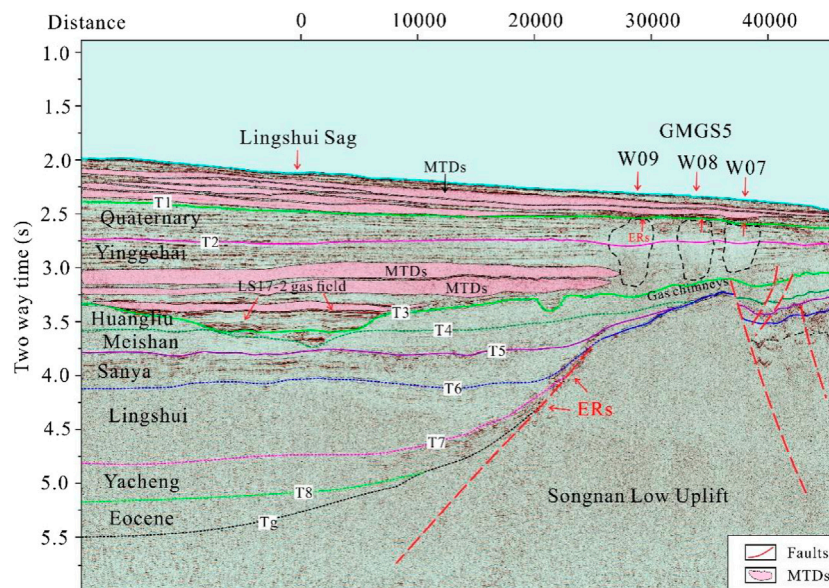 Distance 0 10000 20000 30000 40000
1.0
1.5
2.0
2.5
3.0
3.5
4.0
4.5
5.0
5.5
Two way time (s)
Lingshui Sag
GMGS5
W09 W08 W07
MTDs
T1
Quaternary
ERs
T2
Yinggehai
MTDs
LS17-2 gas field
MTDs
Gas chimneys
T3
Huangliu
T4
Meishan
T5
Sanya
T6
ERs
Lingshui
T7
Yacheng
T8
Songnan Low Uplift
Eocene
Tg
Faults
MTDs